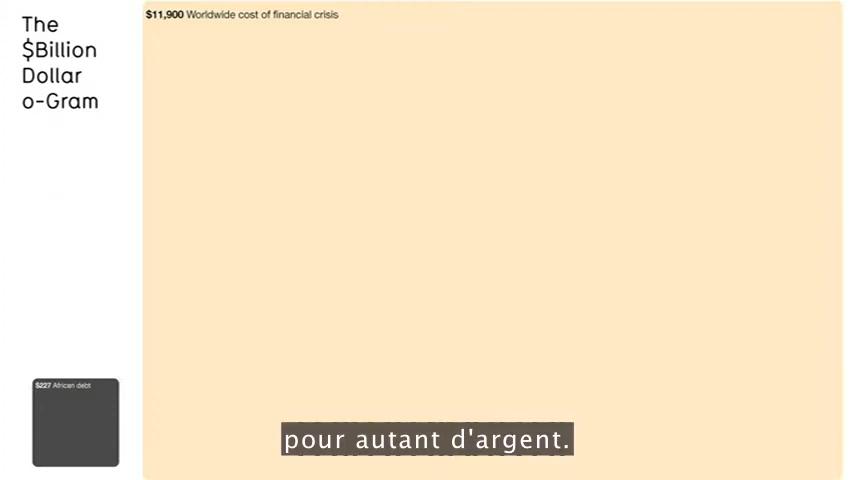 The
$Billion
Dollar
o-Gram
$11,900 Worldwide cost of financial crisis
$227 African debt
pour autant d'argent.